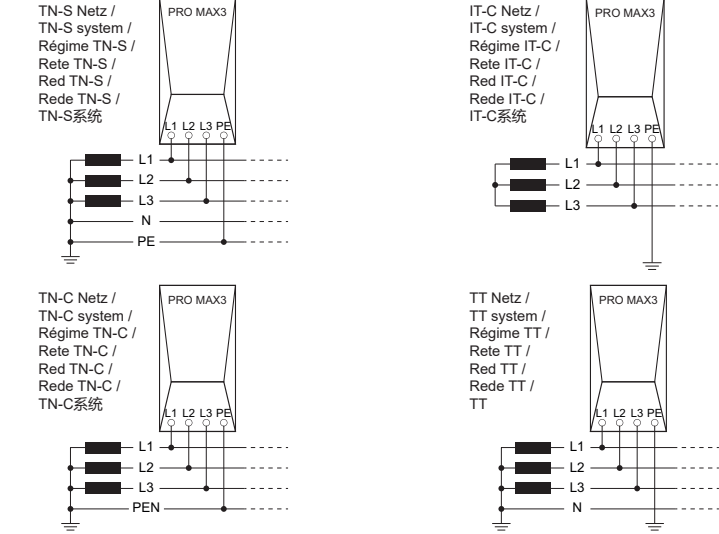 TN-S Netz /
TN-S system /
Régime TN-S /
Rete TN-S /
Red TN-S /
Rede TN-S /
TN-S系统
PRO MAX3
L1 L2 L3 PE
L1
L2
L3
N
PE
IT-C Netz /
IT-C system /
Régime IT-C /
Rete IT-C /
Red IT-C /
Rede IT-C /
IT-C系统
PRO MAX3
L1 L2 L3 PE
L1
L2
L3
TN-C Netz /
TN-C system /
Régime TN-C /
Rete TN-C /
Red TN-C /
Rede TN-C /
TN-C系统
PRO MAX3
L1 L2 L3 PE
L1
L2
L3
PEN
TT Netz /
TT system /
Régime TT /
Rete TT /
Red TT /
Rede TT /
TT
PRO MAX3
L1 L2 L3 PE
L1
L2
L3
N